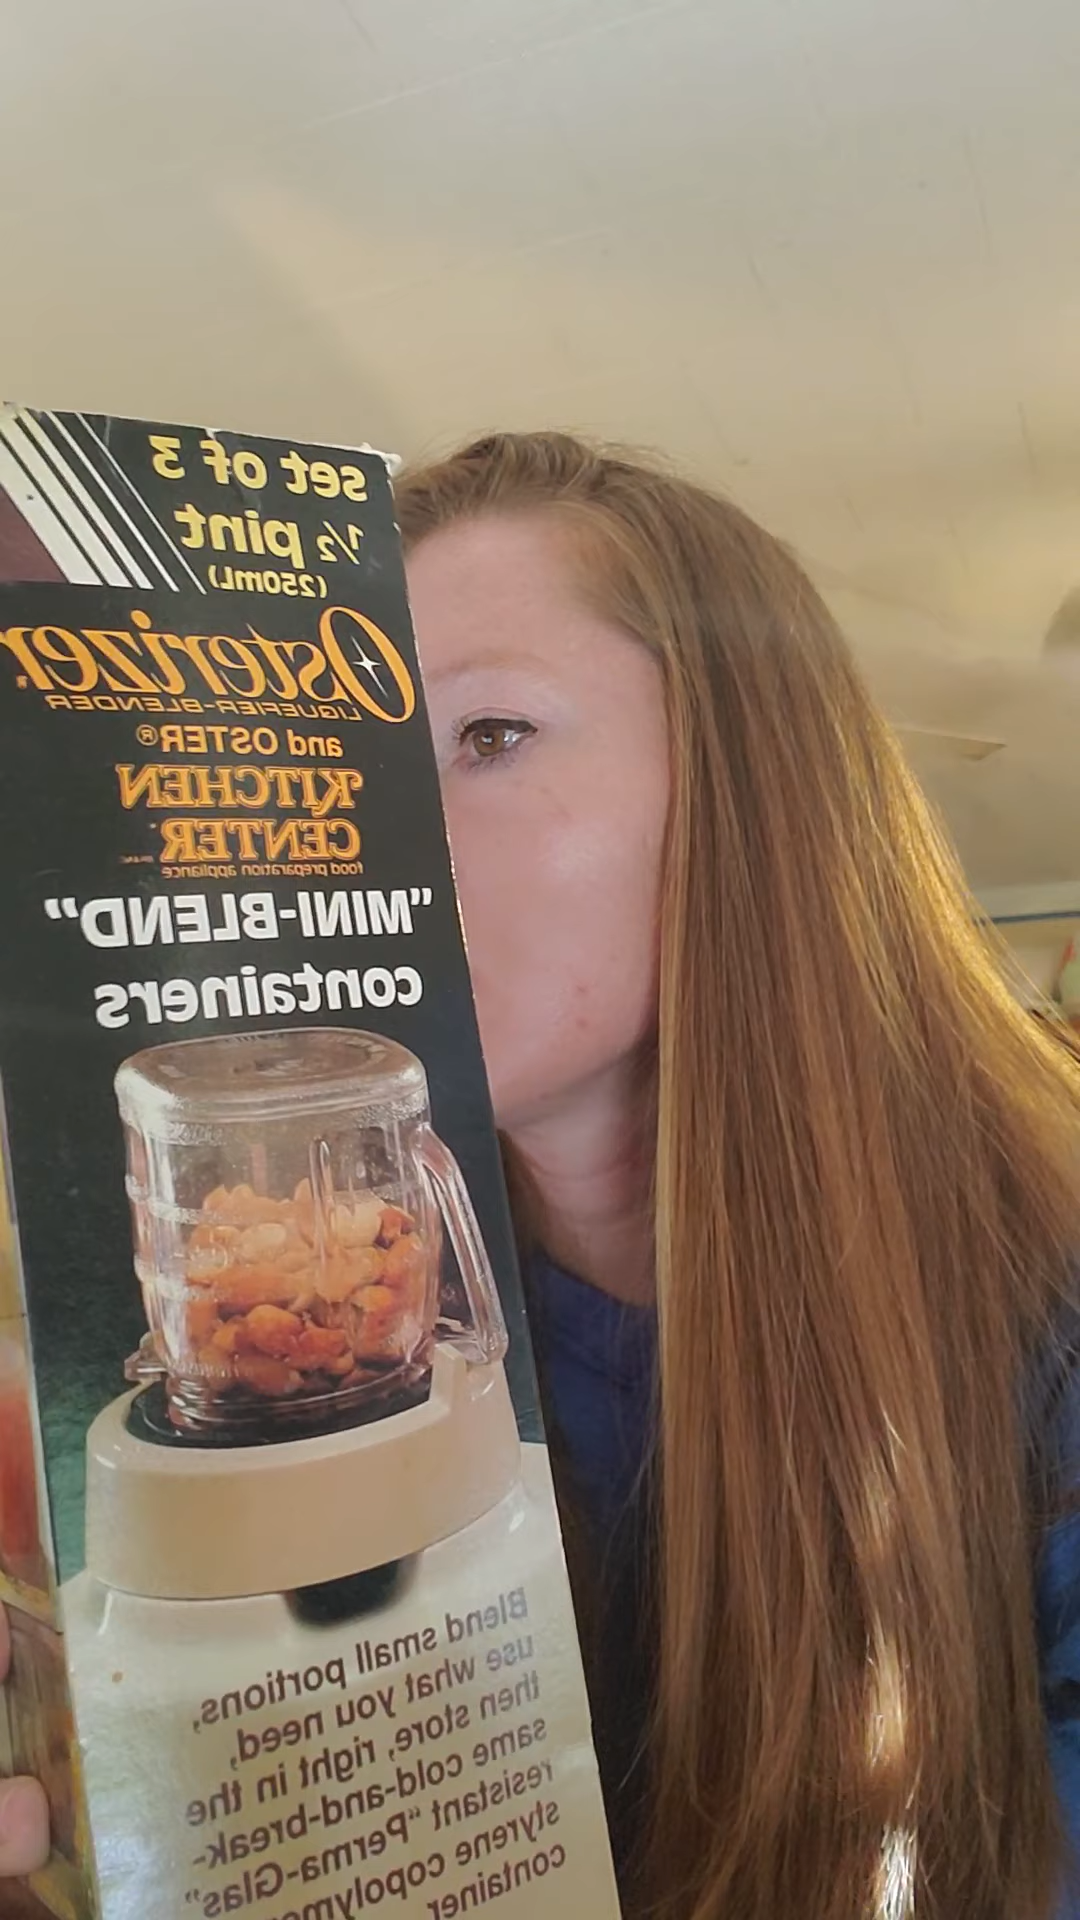 set of 3
½ pint
(250mL)
Osterizer
LIQUEFIER-BLENDER
and OSTER®
"KITCHEN
CENTER"
food preparation appliance
"MINI-BLEND"
containers
Blend small portions,
use what you need,
then store, right in the
same cold-and-break-
resistant "Perma-Glas"
styrene
container